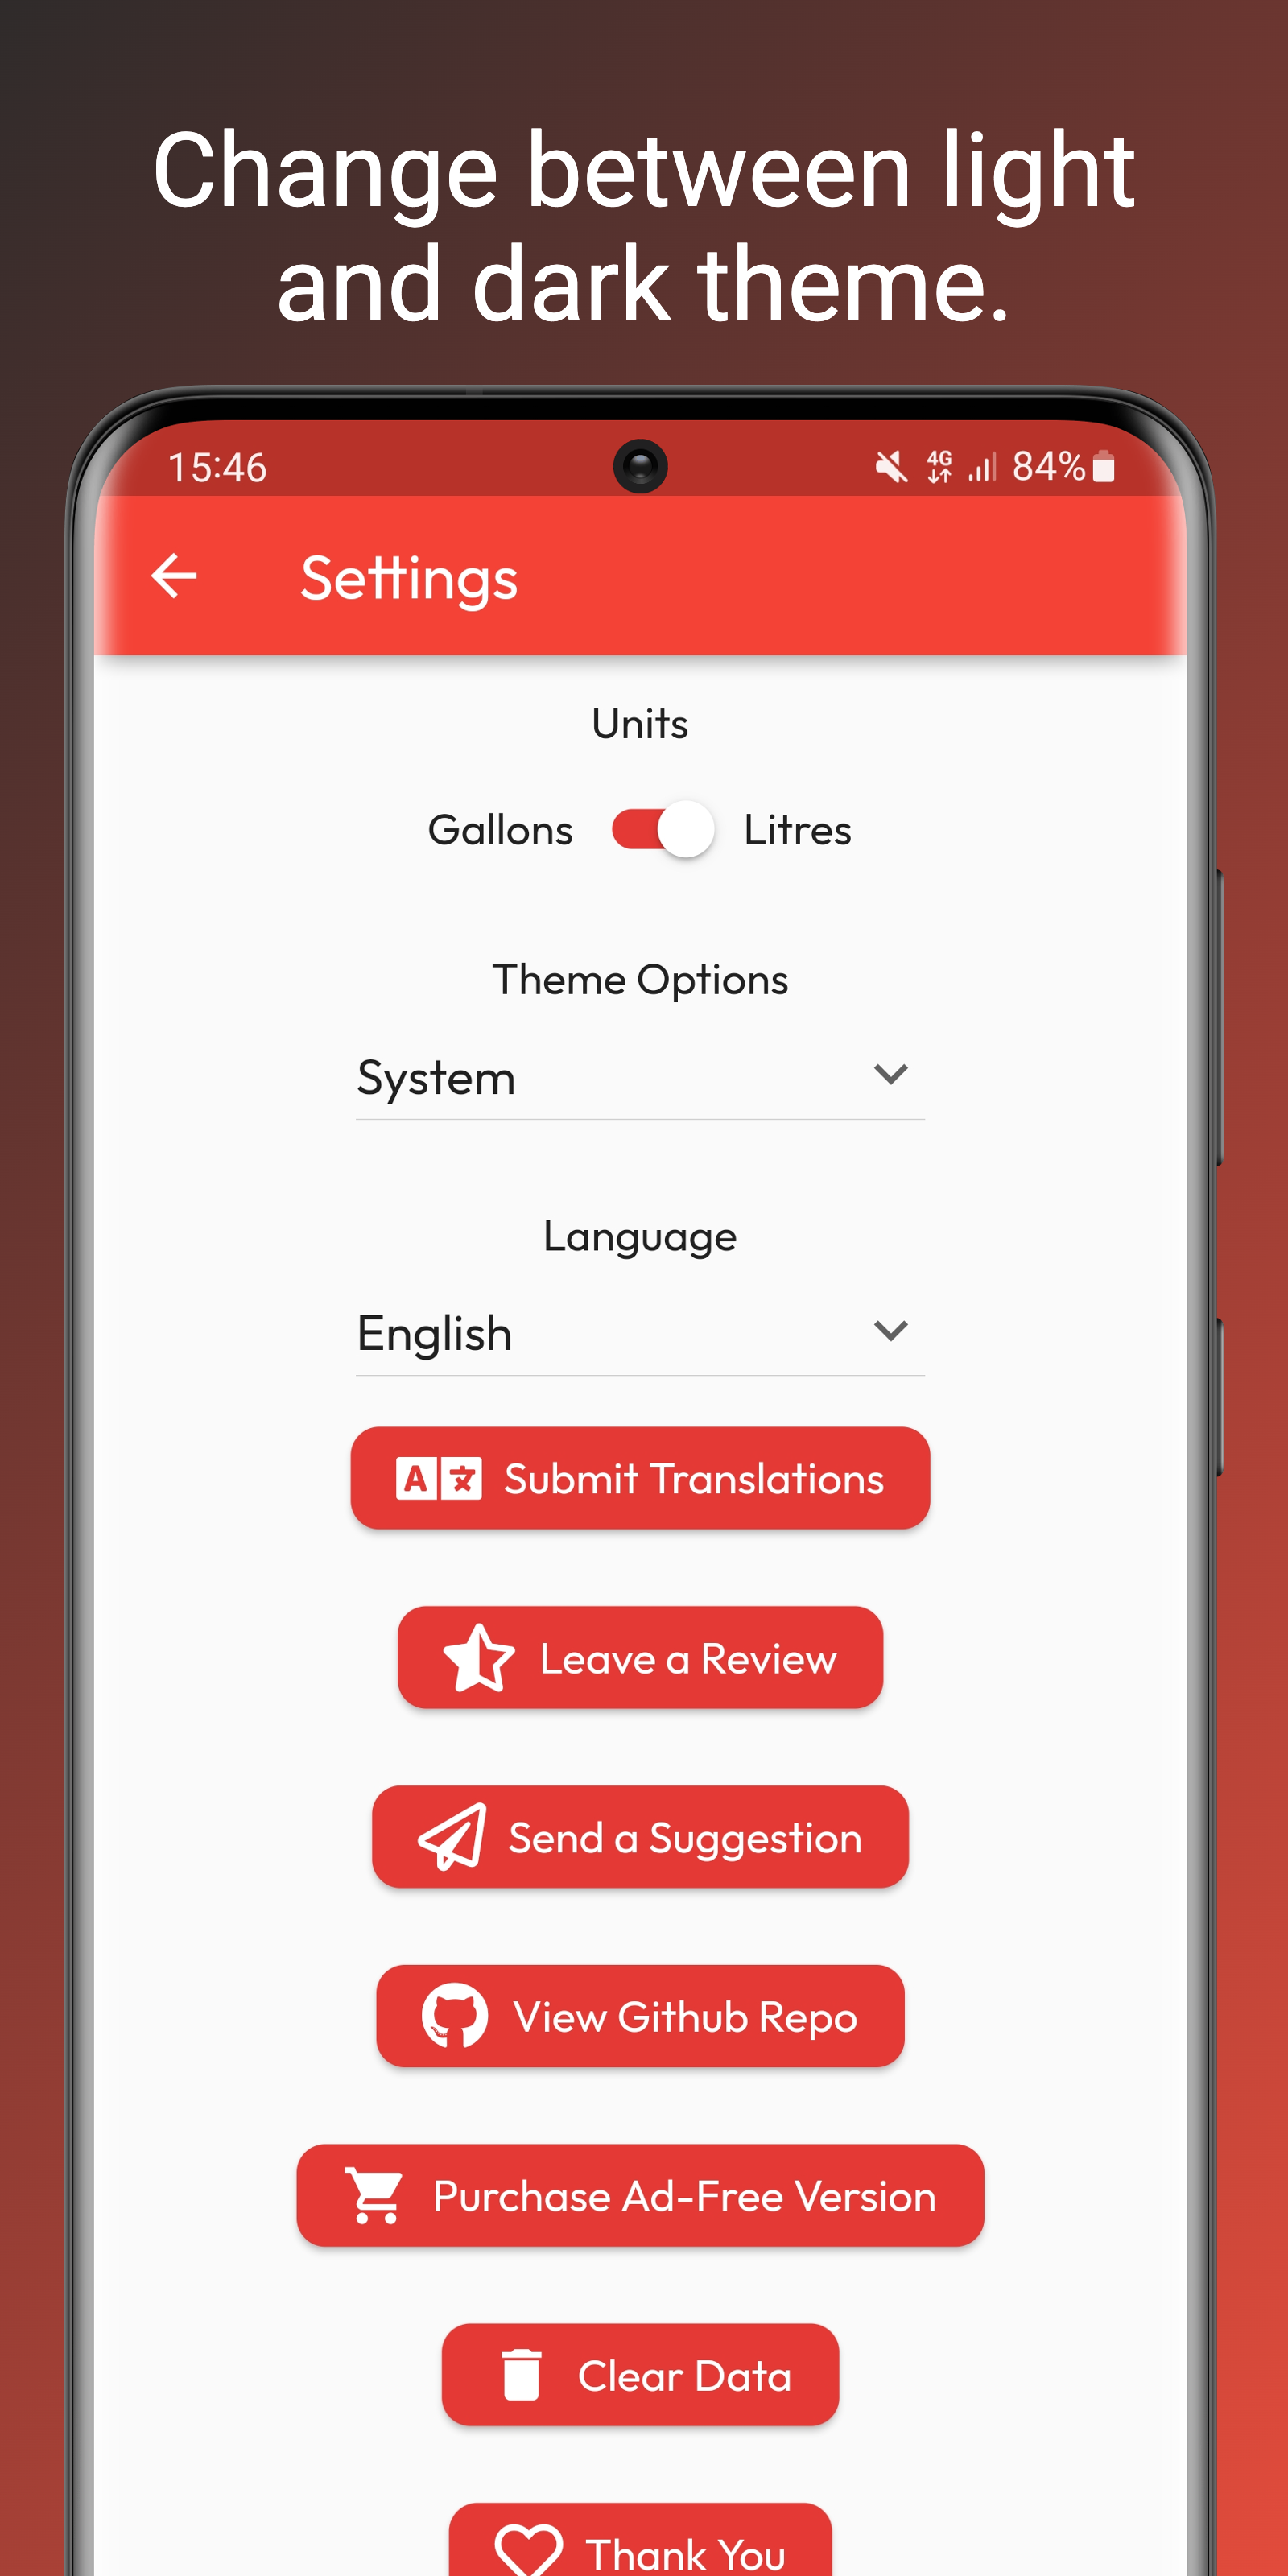 Change between light
and dark theme.
15:46
4G
84%
Settings
Units
Gallons
Litres
Theme Options
System
Language
English
A 文 Submit Translations
Leave a Review
Send a Suggestion
View Github Repo
Purchase Ad-Free Version
Clear Data
Thank You